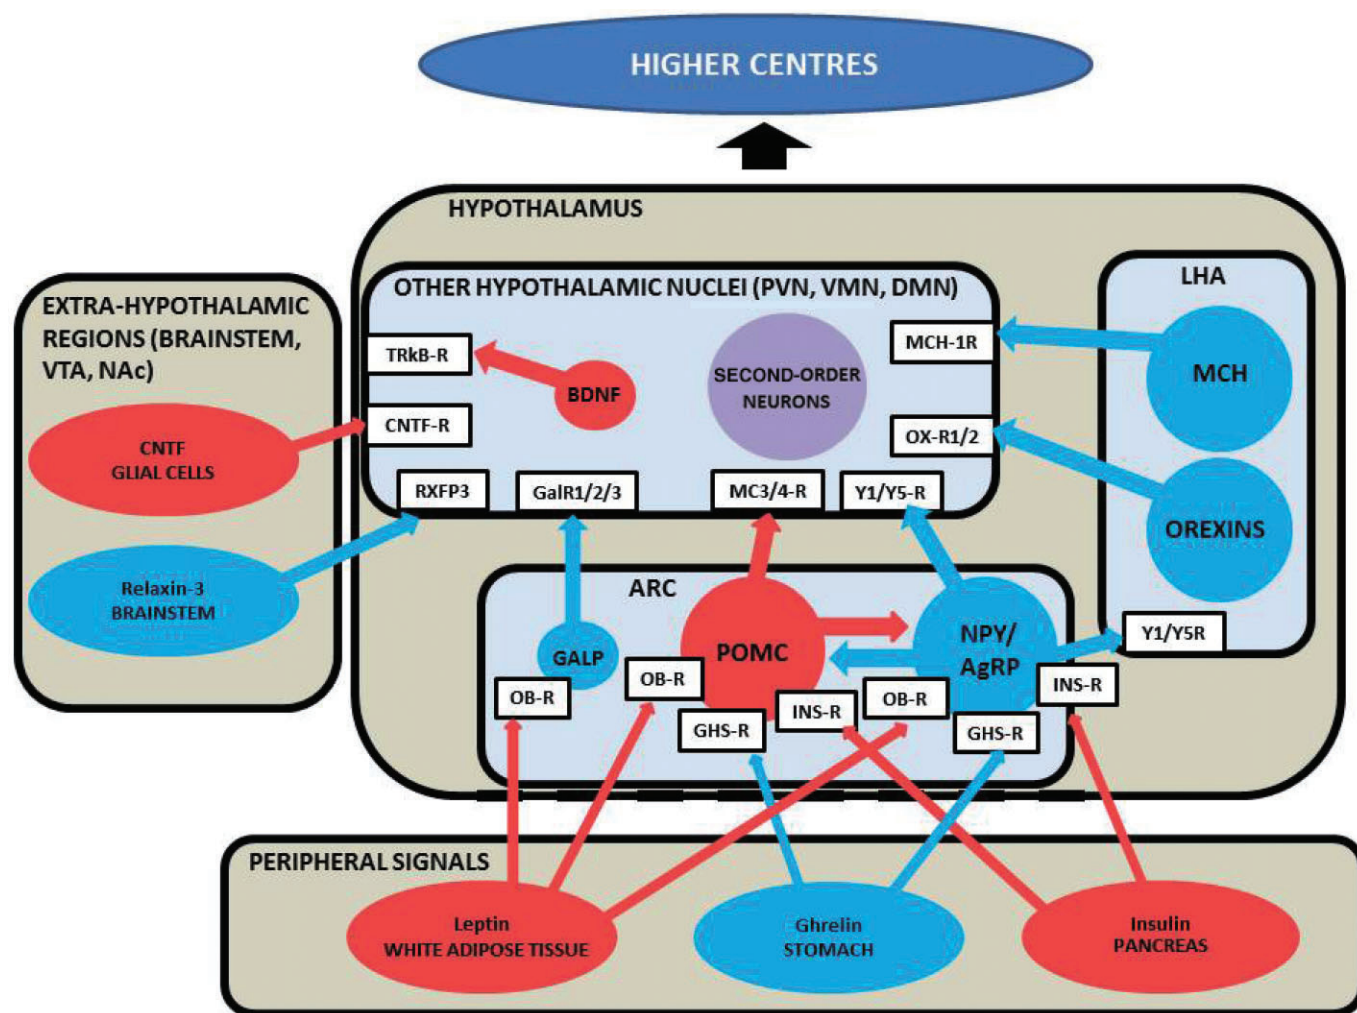 HIGHER CENTRES
HYPOTHALAMUS
EXTRA-HYPOTHALAMIC
REGIONS (BRAINSTEM,
VTA, NAc)
CNTF
GLIAL CELLS
Relaxin-3
BRAINSTEM
OTHER HYPOTHALAMIC NUCLEI (PVN, VMN, DMN)
TRkB-R
BDNF
CNTF-R
SECOND-ORDER
NEURONS
MCH-1R
OX-R1/2
RXFP3
GalR1/2/3
MC3/4-R
Y1/Y5-R
LHA
MCH
OREXINS
Y1/Y5R
ARC
GALP
POMC
NPY/
AgRP
OB-R
OB-R
GHS-R
INS-R
OB-R
GHS-R
INS-R
PERIPHERAL SIGNALS
Leptin
WHITE ADIPOSE TISSUE
Ghrelin
STOMACH
Insulin
PANCREAS